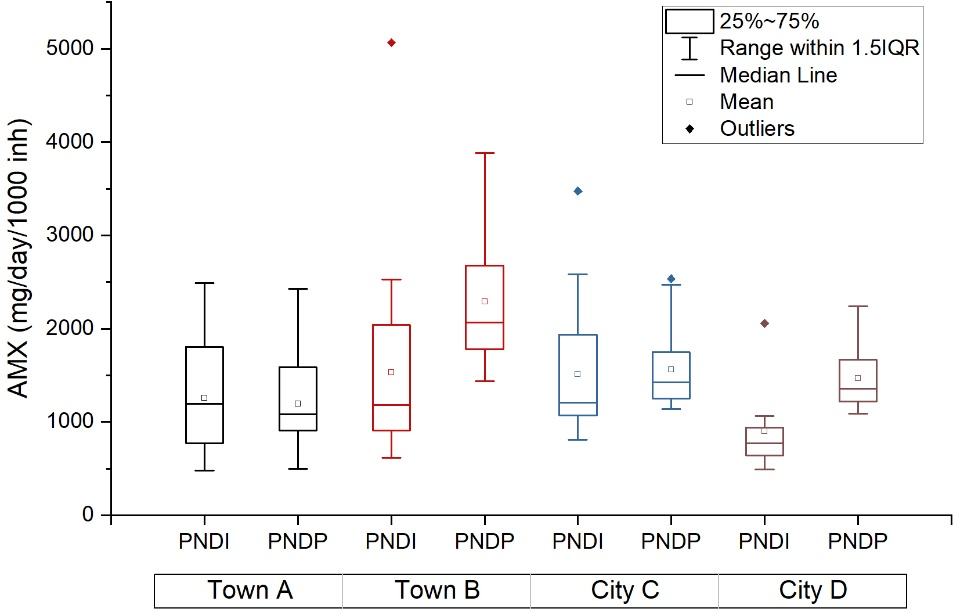 25%~75%
Range within 1.5IQR
Median Line
Mean
Outliers
AMX (mg/day/1000 inh)
5000
4000
3000
2000
1000
0
PNDI PNDP PNDI PNDP PNDI PNDP PNDI PNDP
Town A Town B City C City D